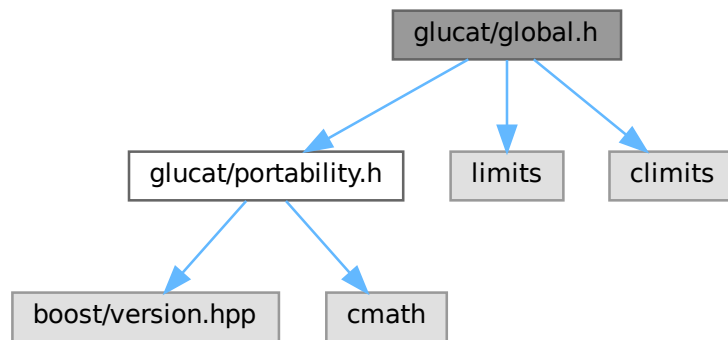 glucat/global.h
glucat/portability.h
limits
climits
boost/version.hpp
cmath